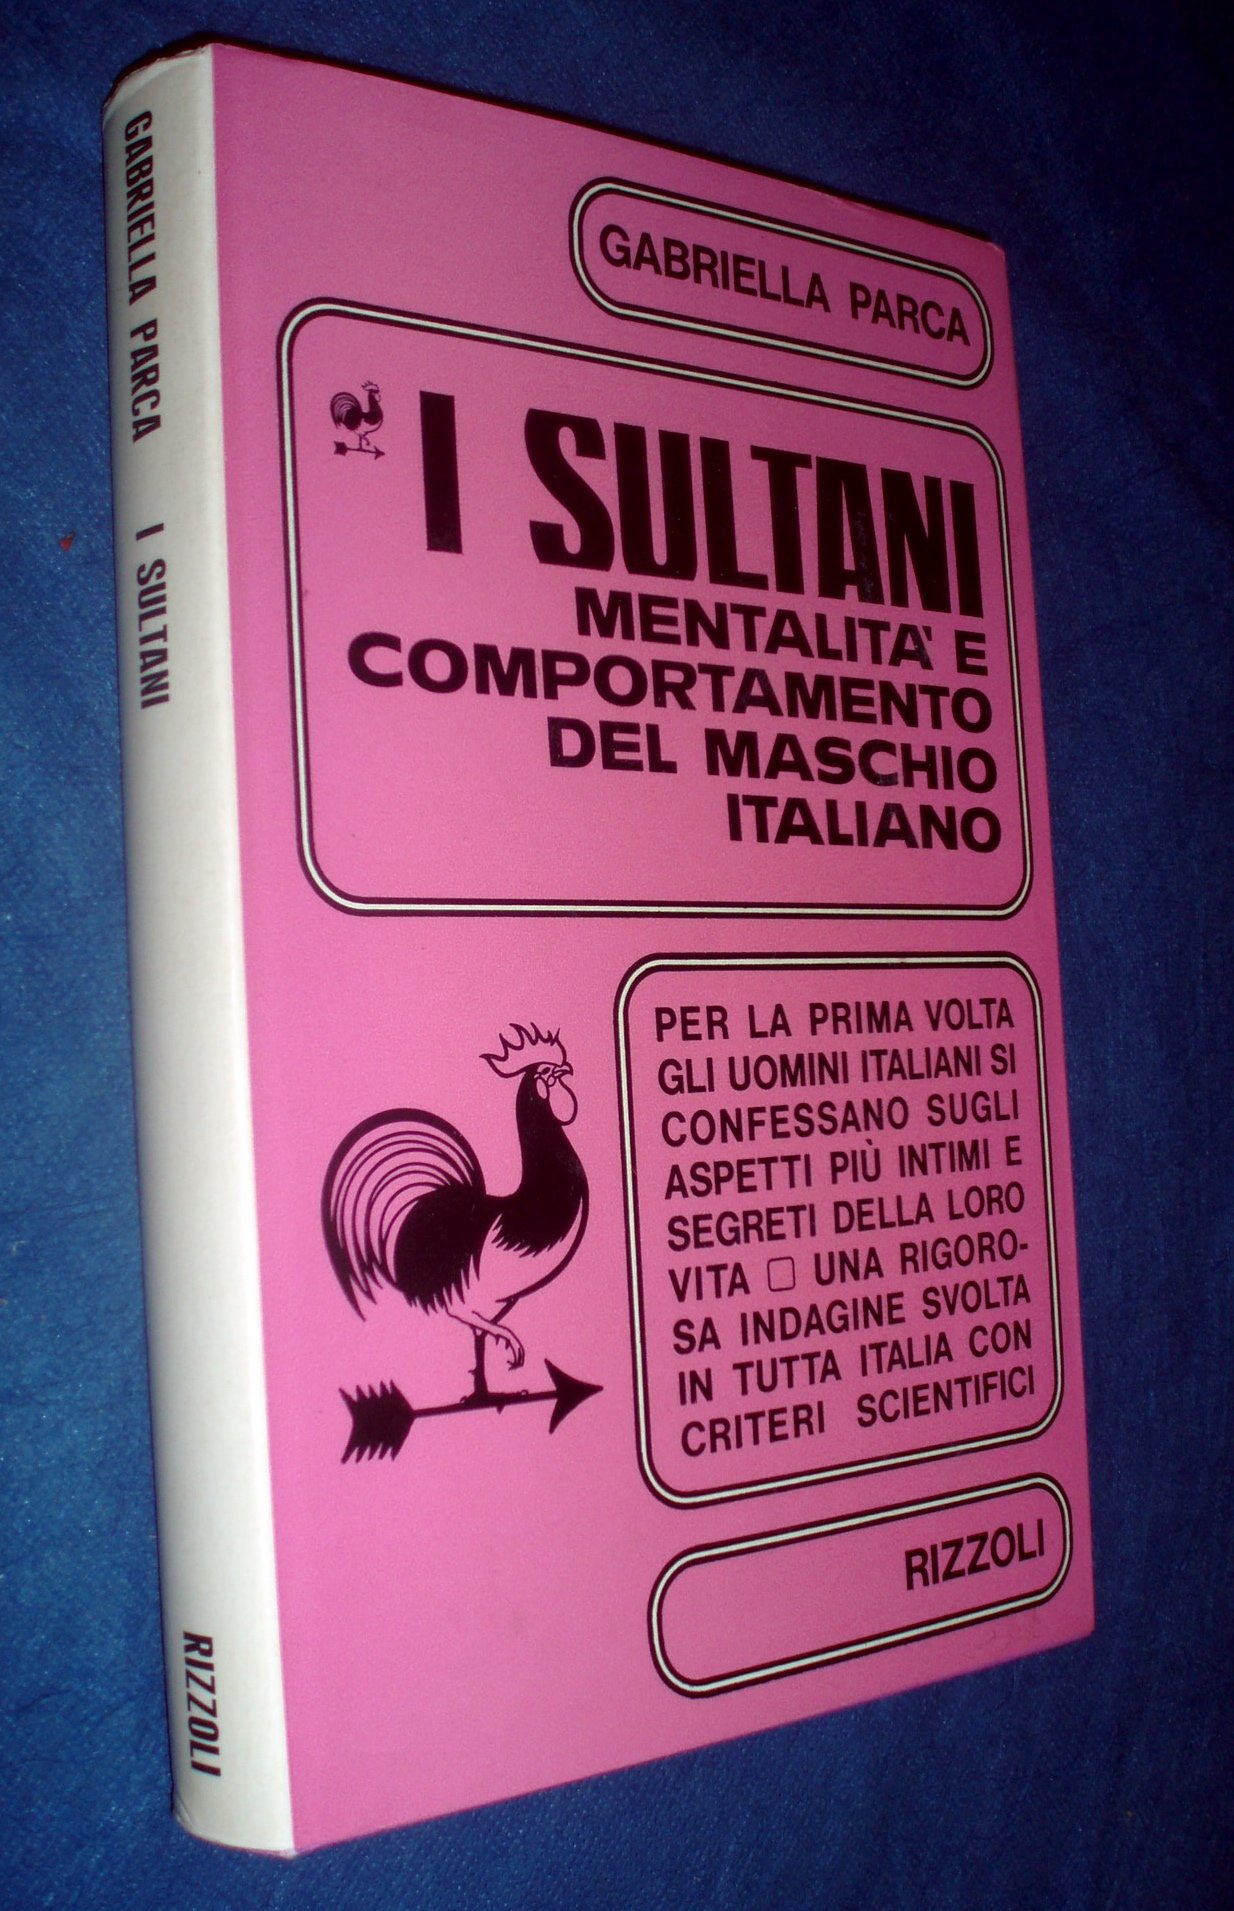 GABRIELLA PARCA I SULTANI RIZZOLI
GABRIELLA PARCA
I SULTANI
MENTALITA' E
COMPORTAMENTO
DEL MASCHIO
ITALIANO
PER LA PRIMA VOLTA
GLI UOMINI ITALIANI SI
CONFESSANO SUGLI
ASPETTI PIÙ INTIMI E
SEGRETI DELLA LORO
VITA ▢ UNA RIGORO-
SA INDAGINE SVOLTA
IN TUTTA ITALIA CON
CRITERI SCIENTIFICI
RIZZOLI